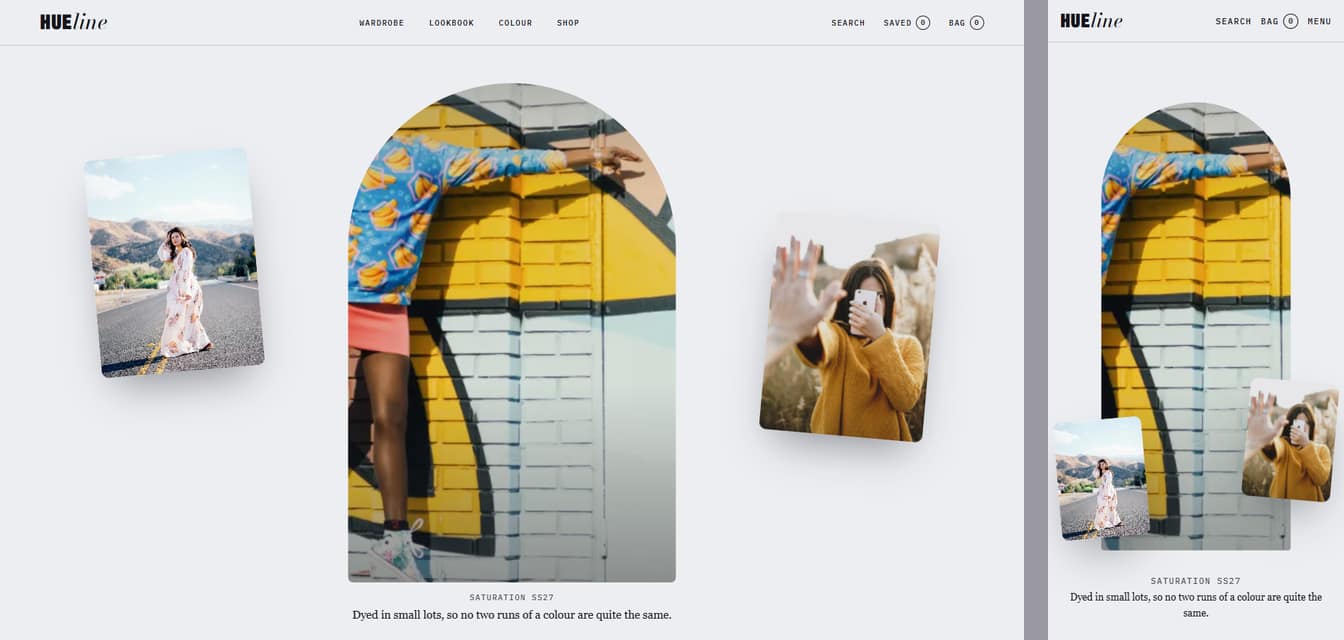 HUEline
WARDROBE LOOKBOOK COLOUR SHOP
SEARCH SAVED 0 BAG 0
SATURATION SS27
Dyed in small lots, so no two runs of a colour are quite the same.
HUEline
SEARCH BAG 0 MENU
SATURATION SS27
Dyed in small lots, so no two runs of a colour are quite the
same.